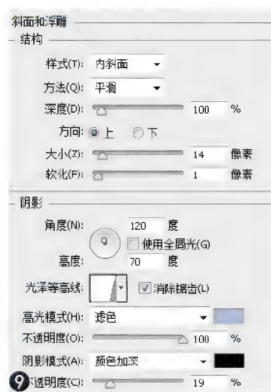 斜面和浮雕
结构
样式(T): 内斜面
方法(Q): 平滑
深度(D): 100 %
方向: 上 下
大小(Z): 14 像素
软化(F): 1 像素
阴影
角度(N): 120 度
使用全局光(G)
高度: 70 度
光泽等高线: 消除锯齿(L)
高光模式(H): 滤色
不透明度(O): 100 %
阴影模式(A): 颜色加深
9 透明度(C): 19 %